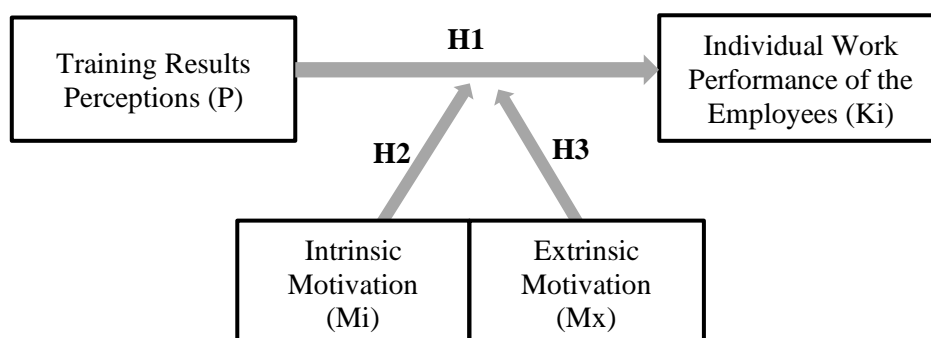 H1
Training Results
Perceptions (P)
Individual Work
Performance of the
Employees (Ki)
H2
H3
Intrinsic
Motivation
(Mi)
Extrinsic
Motivation
(Mx)